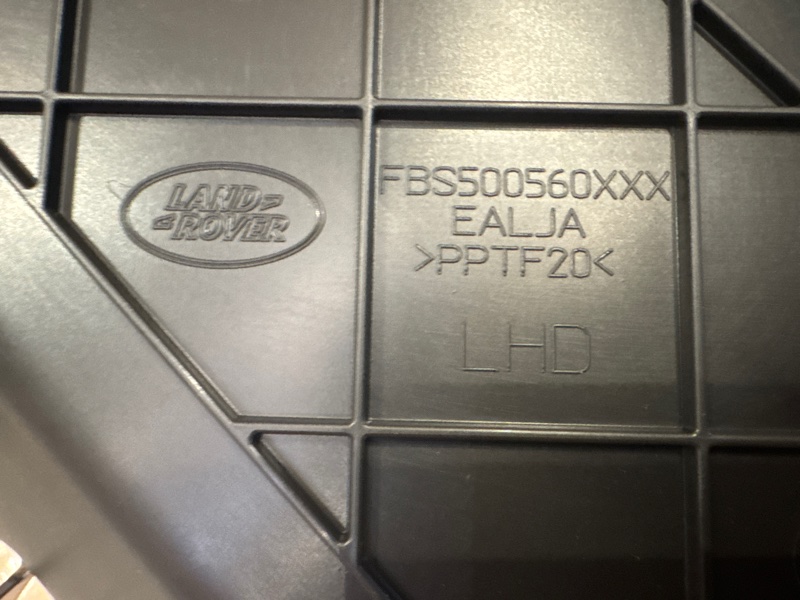 LAND
ROVER
FBS500560XXX
EALJA
>PPTF20<
LHD